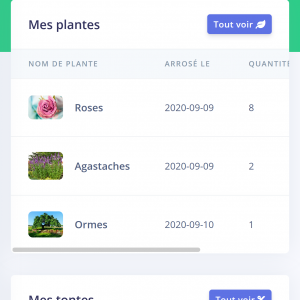 Mes plantes
Tout voir
NOM DE PLANTE ARROSÉ LE QUANTITÉ
Roses 2020-09-09 8
Agastaches 2020-09-09 2
Ormes 2020-09-10 1
Mes tontes
Tout voir